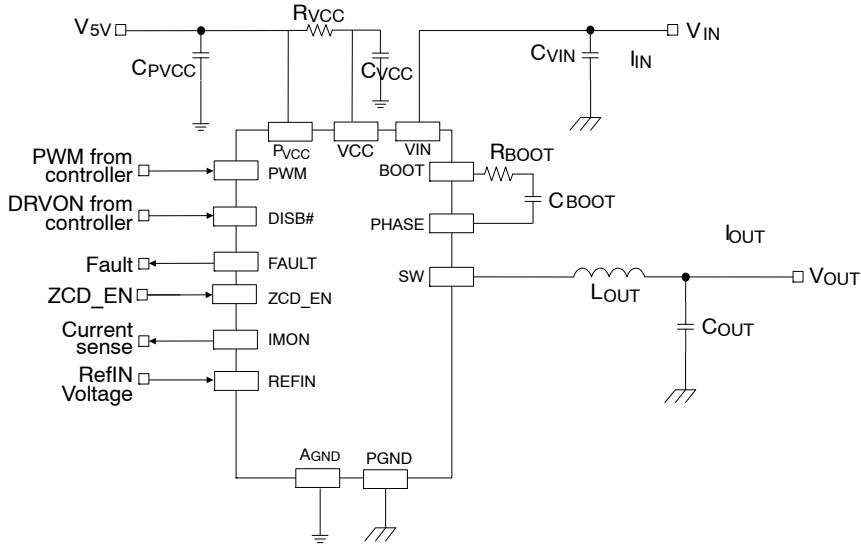 RVCC
V5V
VIN
CVIN
IIN
CPVCC
CVCC
PVCC
VCC
VIN
PWM from
controller
PWM
BOOT
RBOOT
CBOOT
DRVON from
controller
DISB#
PHASE
IOUT
Fault
FAULT
SW
VOUT
ZCD_EN
ZCD_EN
LOUT
Current
sense
IMON
COUT
RefIN
Voltage
REFIN
AGND
PGND